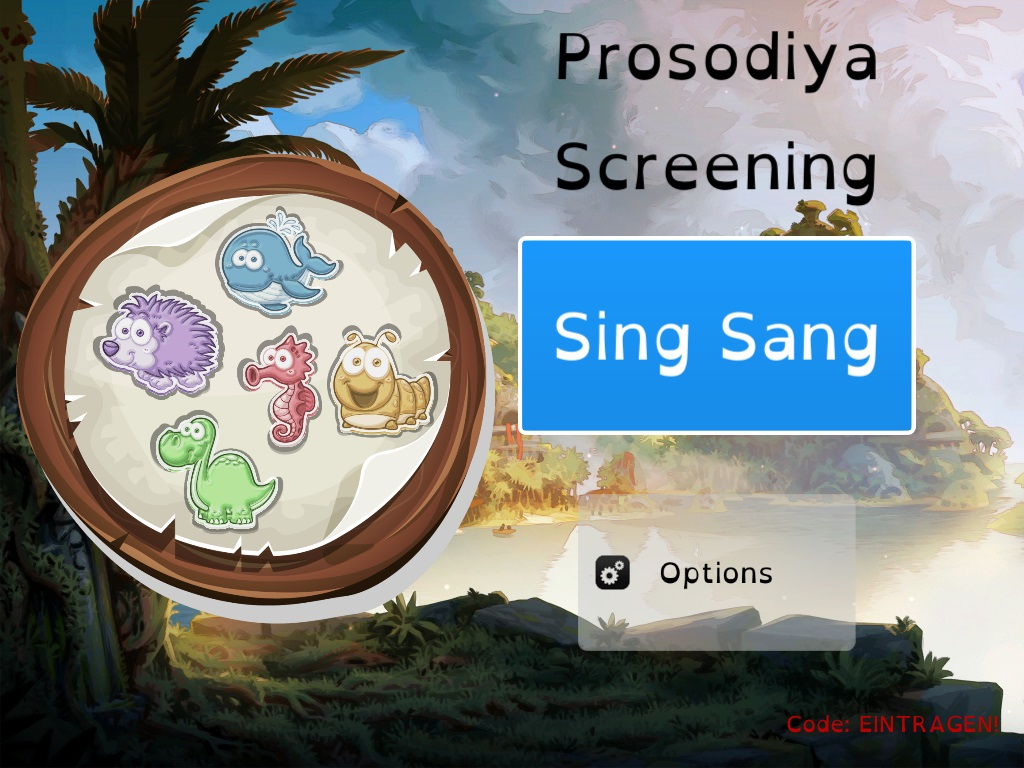 Prosodiya
Screening
Sing Sang
Options
Code: EINTRAGEN!